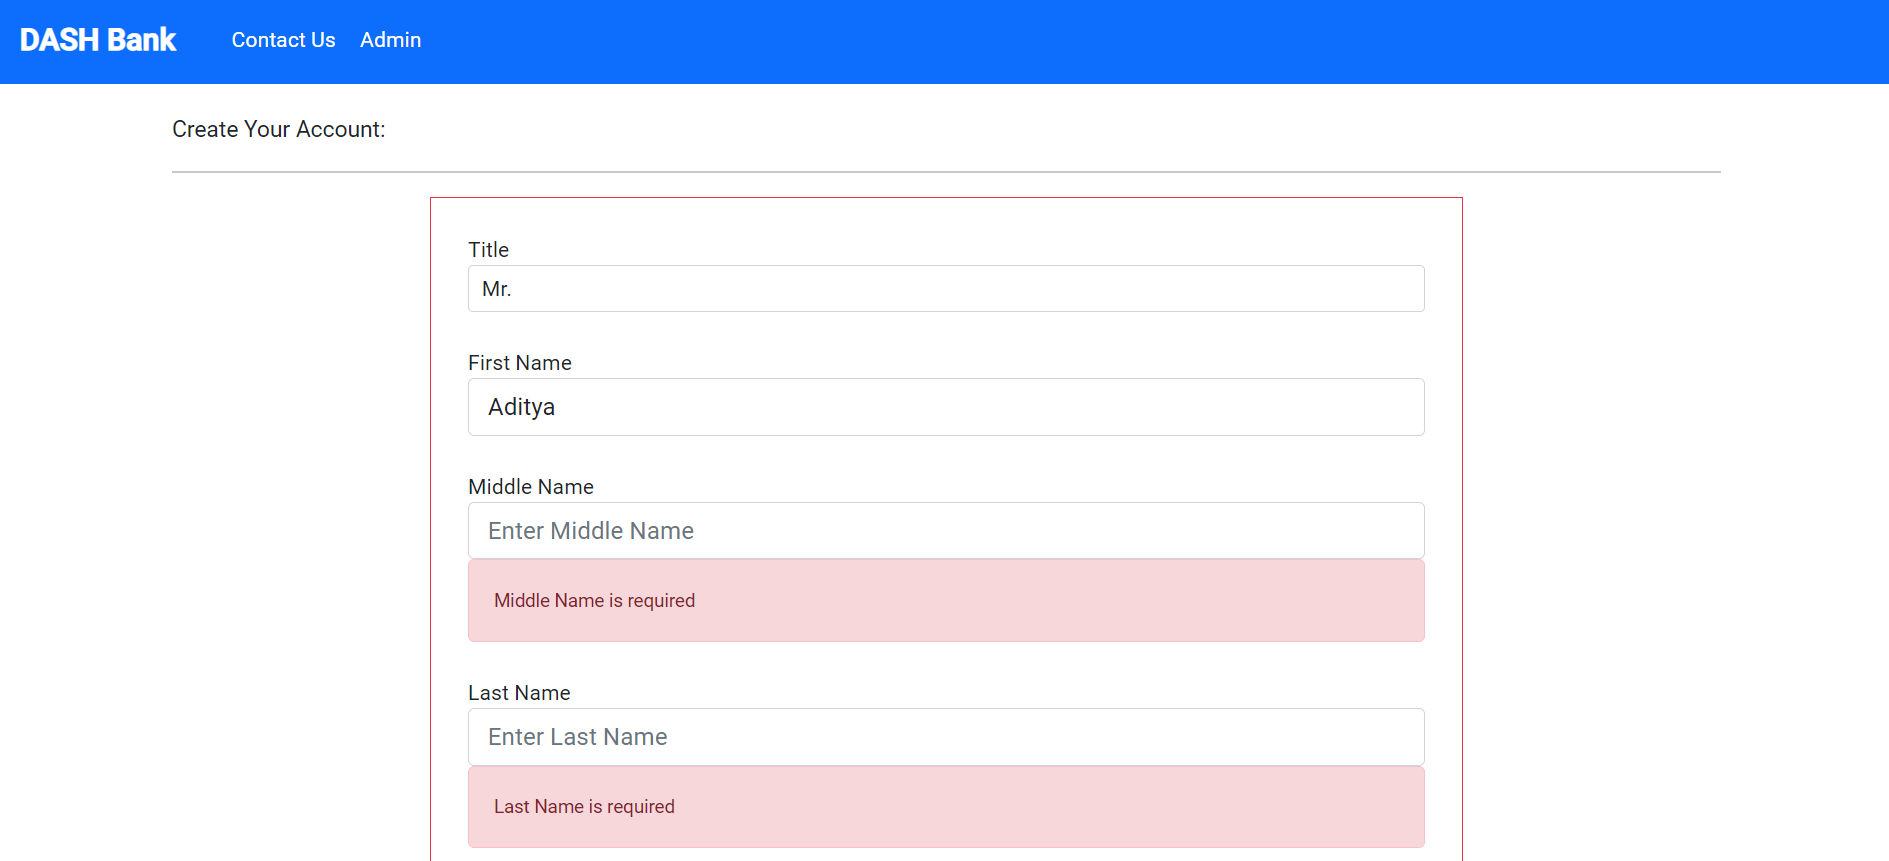 DASH Bank Contact Us Admin
Create Your Account:
Title
Mr.
First Name
Aditya
Middle Name
Enter Middle Name
Middle Name is required
Last Name
Enter Last Name
Last Name is required